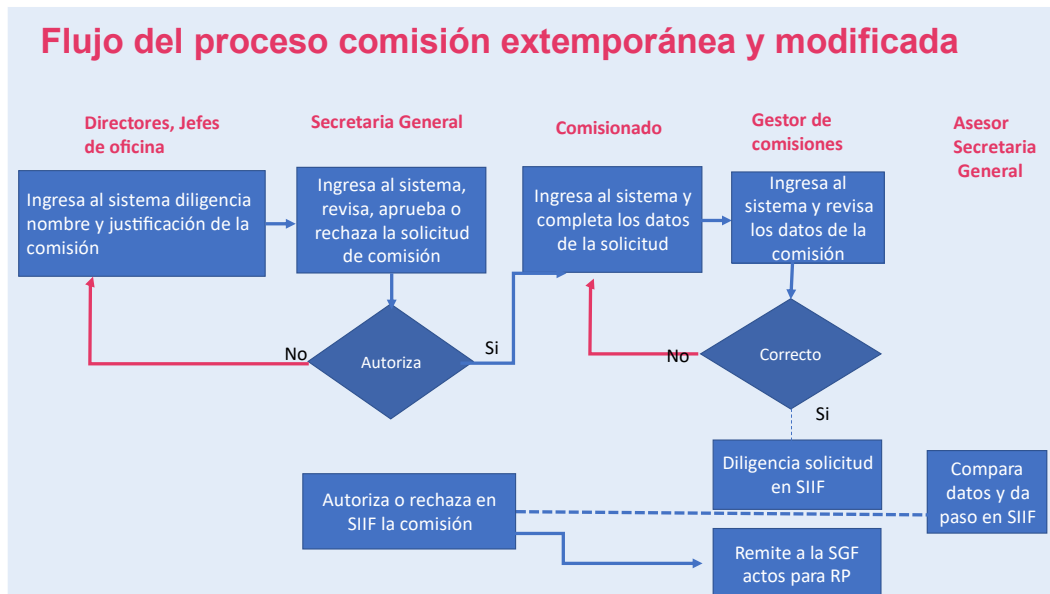 Flujo del proceso comisión extemporánea y modificada
Directores, Jefes
de oficina
Secretaria General
Comisionado
Gestor de
comisiones
Asesor
Secretaria
General
Ingresa al sistema diligencia
nombre y justificación de la
comisión
Ingresa al sistema,
revisa, aprueba o
rechaza la solicitud
de comisión
Ingresa al sistema y
completa los datos
de la solicitud
Ingresa al
sistema y revisa
los datos de la
comisión
No
Autoriza
Si
No
Correcto
Si
Diligencia solicitud
en SIIF
Compara
datos y da
paso en SIIF
Autoriza o rechaza en
SIIF la comisión
Remite a la SGF
actos para RP